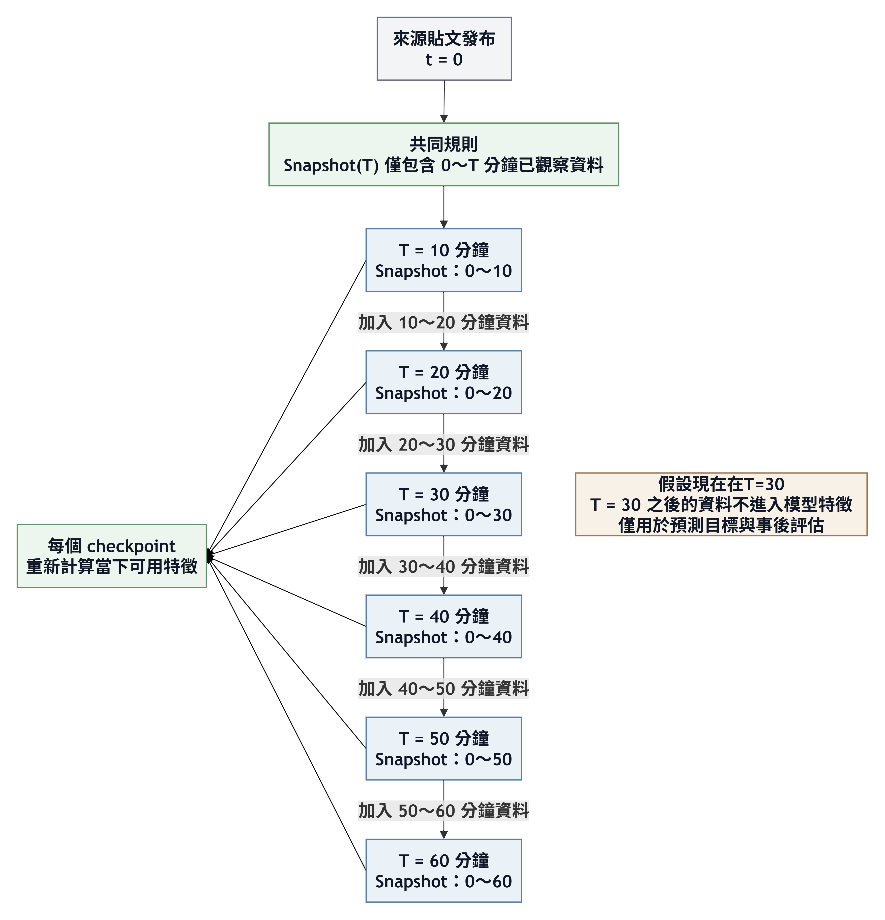 來源貼文發布
t = 0
共同規則
Snapshot(T) 僅包含 0～T 分鐘已觀察資料
T = 10 分鐘
Snapshot：0～10
加入 10～20 分鐘資料
T = 20 分鐘
Snapshot：0～20
加入 20～30 分鐘資料
T = 30 分鐘
Snapshot：0～30
假設現在在T=30
T = 30 之後的資料不進入模型特徵
僅用於預測目標與事後評估
每個 checkpoint
重新計算當下可用特徵
加入 30～40 分鐘資料
T = 40 分鐘
Snapshot：0～40
加入 40～50 分鐘資料
T = 50 分鐘
Snapshot：0～50
加入 50～60 分鐘資料
T = 60 分鐘
Snapshot：0～60